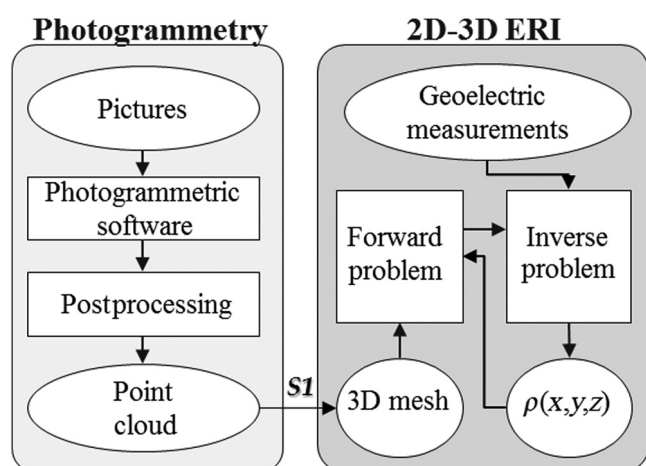 Photogrammetry
Pictures
Photogrammetric
software
Postprocessing
Point
cloud
S1
2D-3D ERI
Geoelectric
measurements
Forward
problem
Inverse
problem
3D mesh
ρ(x,y,z)